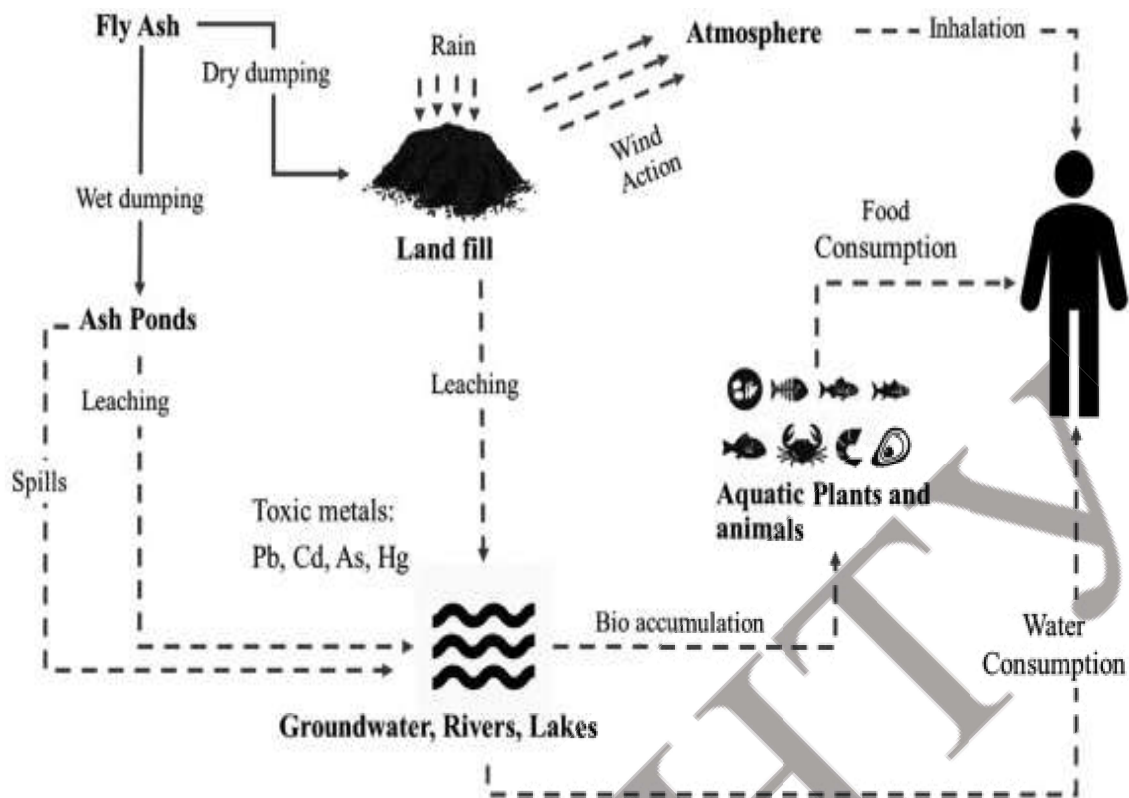 Fly Ash
Dry dumping
Rain
Atmosphere
Inhalation
Wind
Action
Wet dumping
Land fill
Food
Consumption
Ash Ponds
Leaching
Leaching
Spills
Aquatic Plants and
animals
Toxic metals:
Pb, Cd, As, Hg
Bio accumulation
Water
Consumption
Groundwater, Rivers, Lakes
HTY